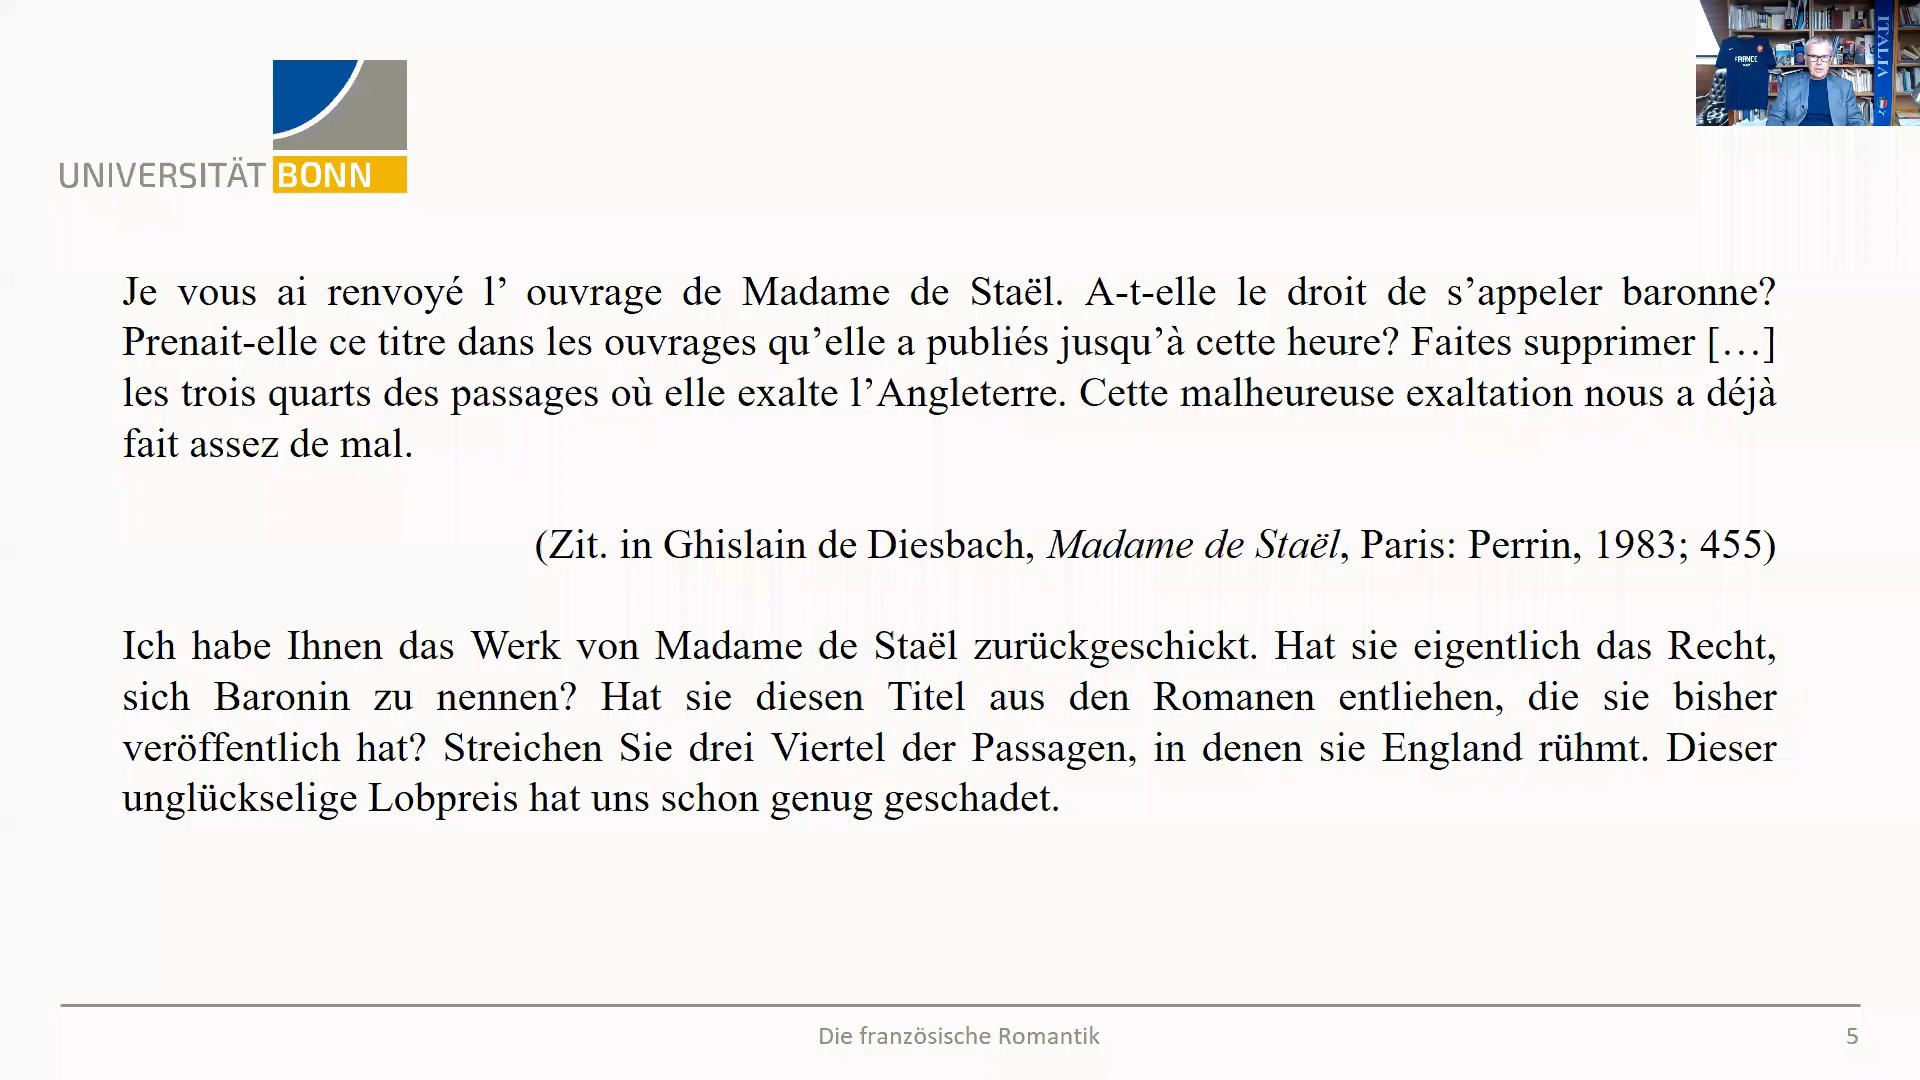 ITALIA
FRANCE
UNIVERSITÄT BONN
Je vous ai renvoyé l’ ouvrage de Madame de Staël. A-t-elle le droit de s’appeler baronne?
Prenait-elle ce titre dans les ouvrages qu’elle a publiés jusqu’à cette heure? Faites supprimer […]
les trois quarts des passages où elle exalte l’Angleterre. Cette malheureuse exaltation nous a déjà
fait assez de mal.
(Zit. in Ghislain de Diesbach, Madame de Staël, Paris: Perrin, 1983; 455)
Ich habe Ihnen das Werk von Madame de Staël zurückgeschickt. Hat sie eigentlich das Recht,
sich Baronin zu nennen? Hat sie diesen Titel aus den Romanen entliehen, die sie bisher
veröffentlich hat? Streichen Sie drei Viertel der Passagen, in denen sie England rühmt. Dieser
unglückselige Lobpreis hat uns schon genug geschadet.
Die französische Romantik
5